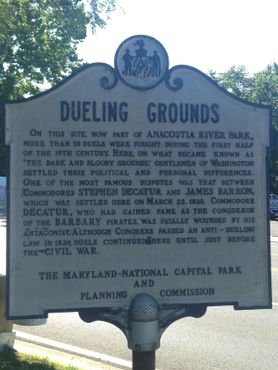 DUELING GROUNDS
ON THIS SITE, NOW PART OF ANACOSTIA RIVER PARK,
MORE THAN 50 DUELS WERE FOUGHT DURING THE FIRST HALF
OF THE 19TH CENTURY. HERE, ON WHAT BECAME KNOWN AS
"THE DARK AND BLOODY GROUNDS," GENTLEMEN OF WASHINGTON
SETTLED THEIR POLITICAL AND PERSONAL DIFFERENCES.
ONE OF THE MOST FAMOUS DISPUTES WAS THAT BETWEEN
COMMODORES STEPHEN DECATUR AND JAMES BARRON,
WHICH WAS SETTLED HERE ON MARCH 22, 1820. COMMODORE
DECATUR, WHO HAD GAINED FAME AS THE CONQUEROR
OF THE BARBARY PIRATES, WAS FATALLY WOUNDED BY HIS
ANTAGONIST. ALTHOUGH CONGRESS PASSED AN ANTI-DUELING
LAW IN 1839, DUELS CONTINUED HERE UNTIL JUST BEFORE
THE CIVIL WAR.
THE MARYLAND-NATIONAL CAPITAL PARK
AND
PLANNING COMMISSION